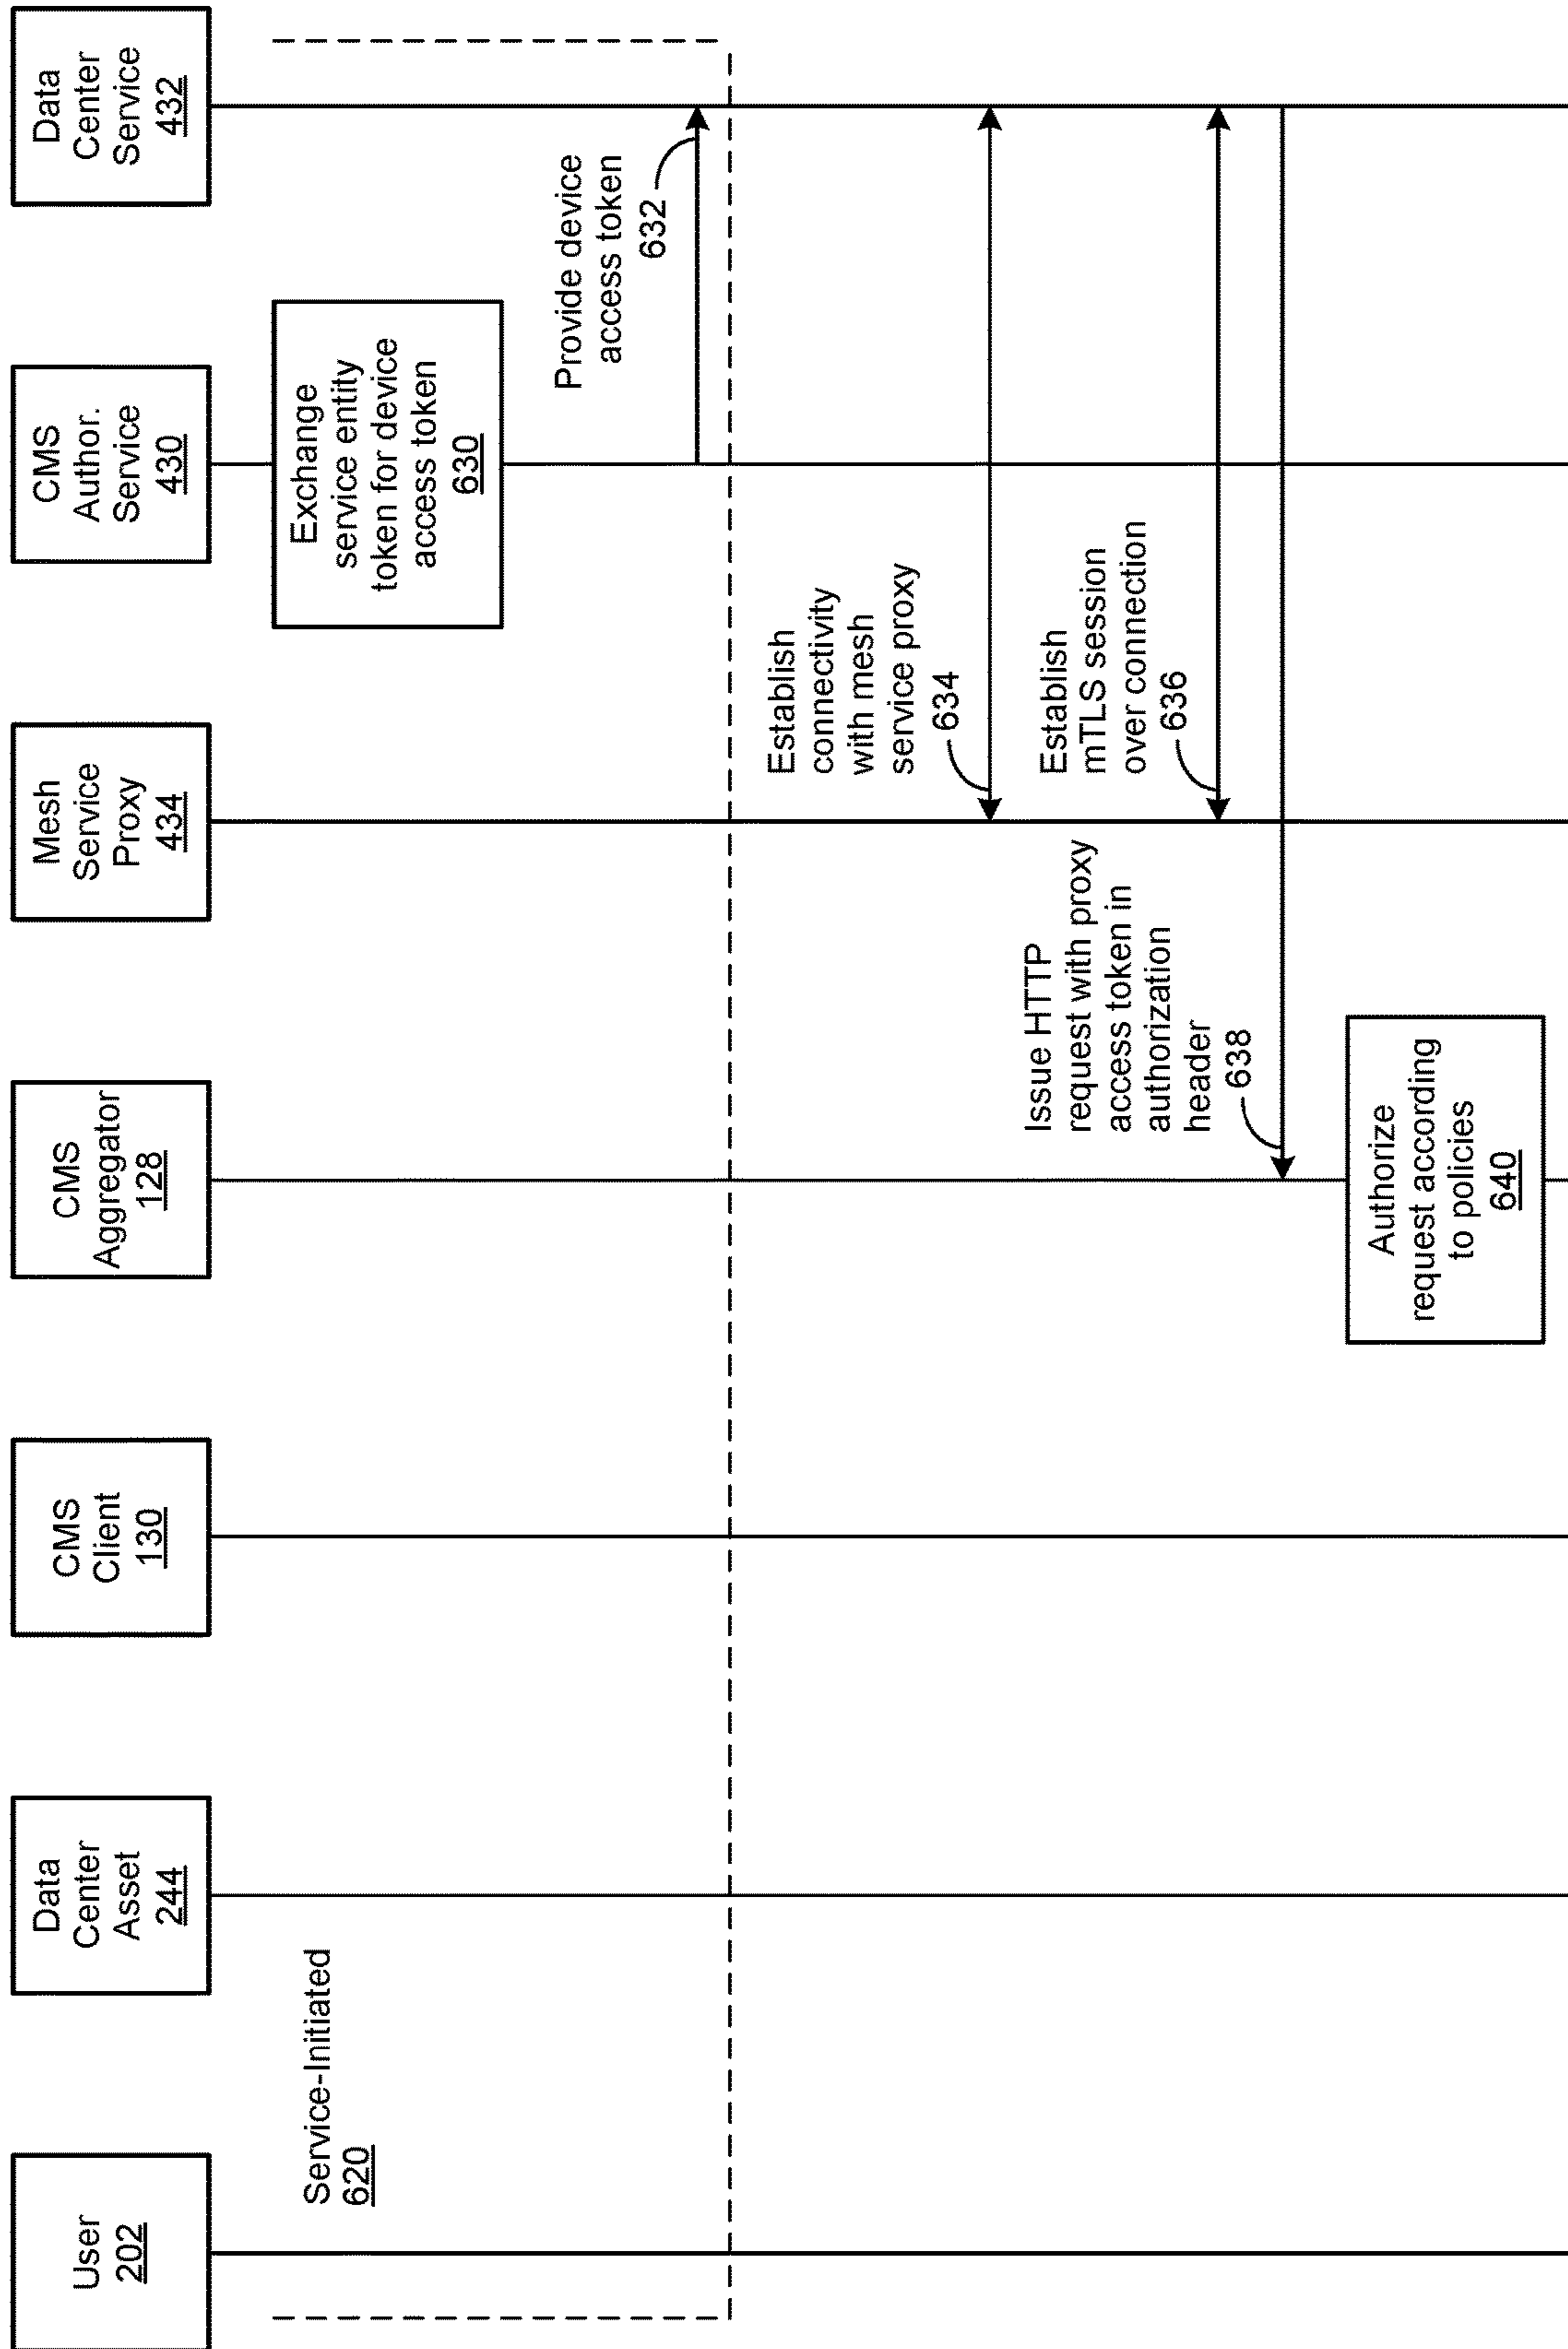 User
202
Data
Center
Asset
244
CMS
Client
130
CMS
Aggregator
128
Mesh
Service
Proxy
434
CMS
Author.
Service
430
Data
Center
Service
432
Service-Initiated
620
Exchange
service entity
token for device
access token
630
Provide device
access token
632
Establish
connectivity
with mesh
service proxy
634
Establish
mTLS session
over connection
636
Issue HTTP
request with proxy
access token in
authorization
header
638
Authorize
request according
to policies
640